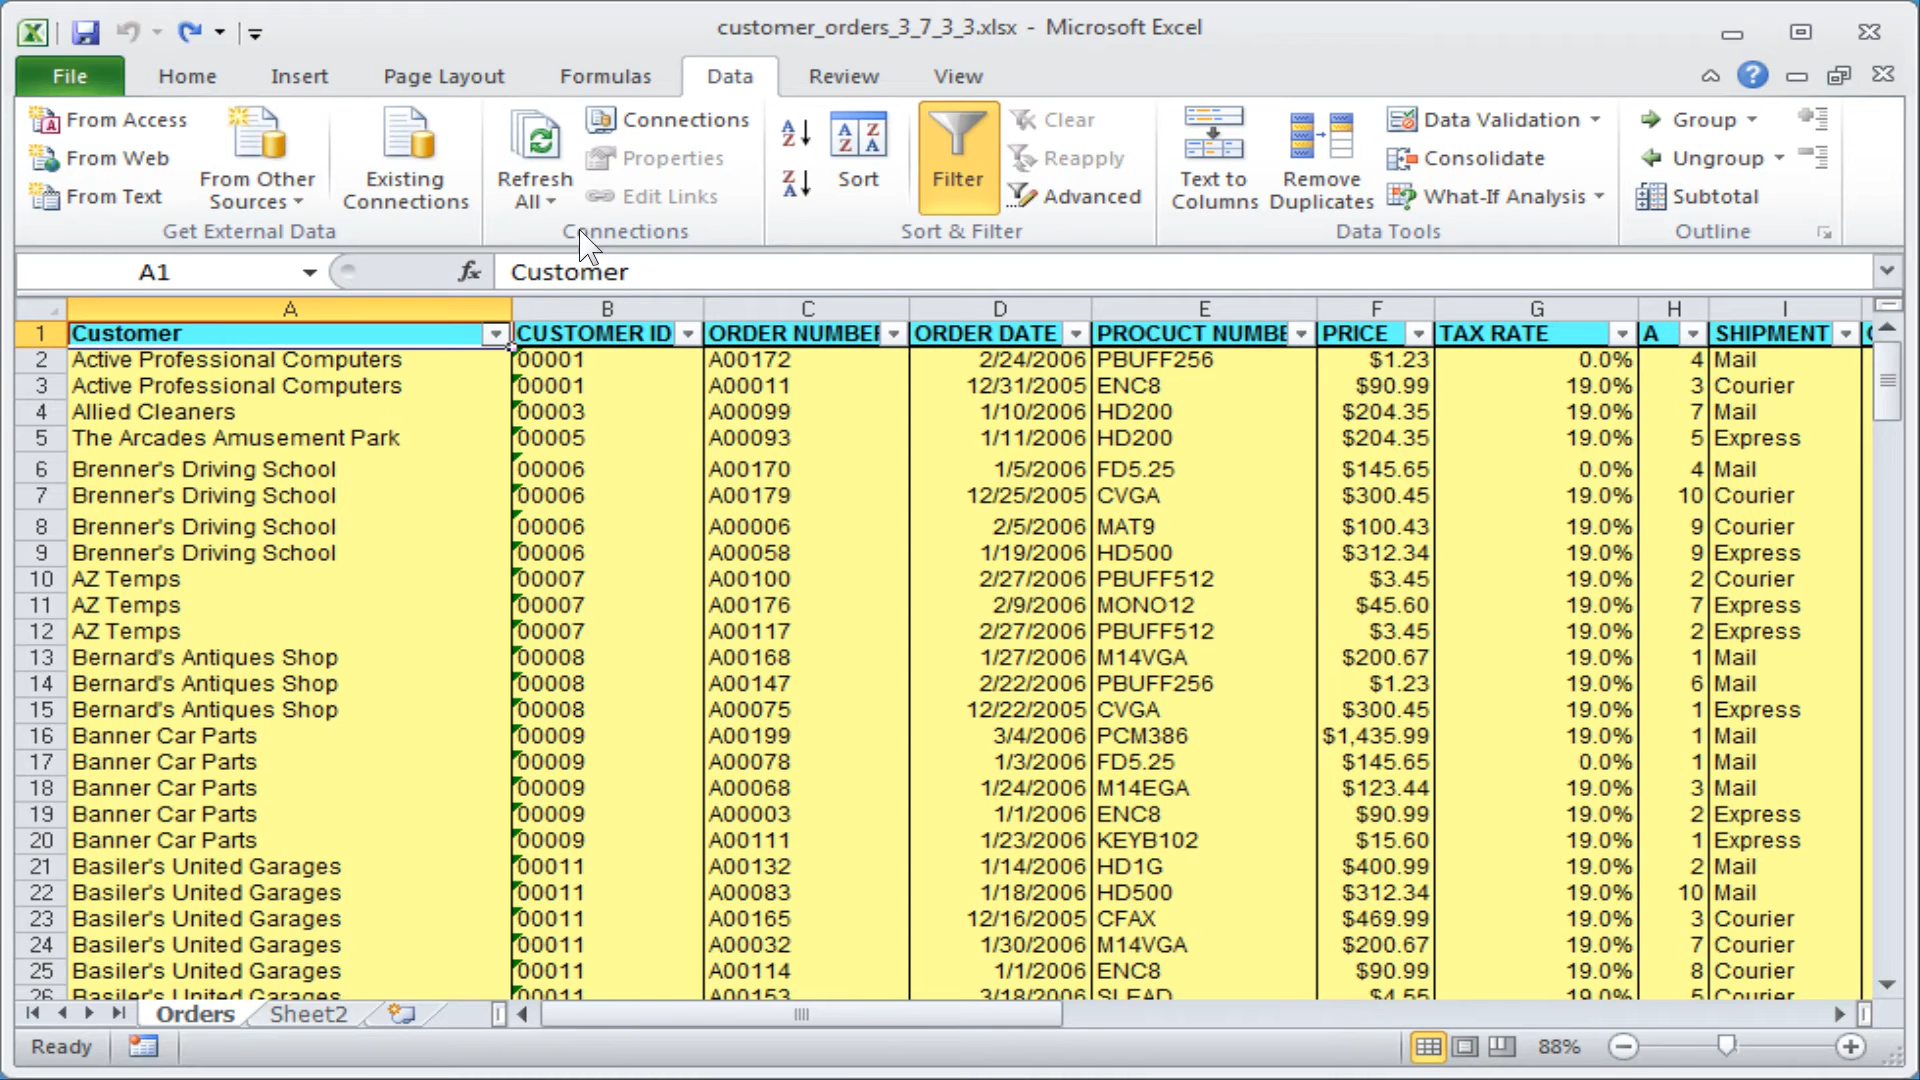 customer_orders_3_7_3_3.xlsx - Microsoft Excel
File Home Insert Page Layout Formulas Data Review View
From Access
From Web
From Text
From Other Sources
Existing Connections
Get External Data
Refresh All
Connections
Properties
Edit Links
Connections
Sort
Filter
Clear
Reapply
Advanced
Sort & Filter
Text to Columns
Remove Duplicates
Data Validation
Consolidate
What-If Analysis
Data Tools
Group
Ungroup
Subtotal
Outline
A1 fx Customer
A B C D E F G H I
1 Customer CUSTOMER ID ORDER NUMBER ORDER DATE PROCUCT NUMBE PRICE TAX RATE A SHIPMENT
2 Active Professional Computers 00001 A00172 2/24/2006 PBUFF256 $1.23 0.0% 4 Mail
3 Active Professional Computers 00001 A00011 12/31/2005 ENC8 $90.99 19.0% 3 Courier
4 Allied Cleaners 00003 A00099 1/10/2006 HD200 $204.35 19.0% 7 Mail
5 The Arcades Amusement Park 00005 A00093 1/11/2006 HD200 $204.35 19.0% 5 Express
6 Brenner's Driving School 00006 A00170 1/5/2006 FD5.25 $145.65 0.0% 4 Mail
7 Brenner's Driving School 00006 A00179 12/25/2005 CVGA $300.45 19.0% 10 Courier
8 Brenner's Driving School 00006 A00006 2/5/2006 MAT9 $100.43 19.0% 9 Courier
9 Brenner's Driving School 00006 A00058 1/19/2006 HD500 $312.34 19.0% 9 Express
10 AZ Temps 00007 A00100 2/27/2006 PBUFF512 $3.45 19.0% 2 Courier
11 AZ Temps 00007 A00176 2/9/2006 MONO12 $45.60 19.0% 7 Express
12 AZ Temps 00007 A00117 2/27/2006 PBUFF512 $3.45 19.0% 2 Express
13 Bernard's Antiques Shop 00008 A00168 1/27/2006 M14VGA $200.67 19.0% 1 Mail
14 Bernard's Antiques Shop 00008 A00147 2/22/2006 PBUFF256 $1.23 19.0% 6 Mail
15 Bernard's Antiques Shop 00008 A00075 12/22/2005 CVGA $300.45 19.0% 1 Express
16 Banner Car Parts 00009 A00199 3/4/2006 PCM386 $1,435.99 19.0% 1 Mail
17 Banner Car Parts 00009 A00078 1/3/2006 FD5.25 $145.65 0.0% 1 Mail
18 Banner Car Parts 00009 A00068 1/24/2006 M14EGA $123.44 19.0% 3 Mail
19 Banner Car Parts 00009 A00003 1/1/2006 ENC8 $90.99 19.0% 2 Express
20 Banner Car Parts 00009 A00111 1/23/2006 KEYB102 $15.60 19.0% 1 Express
21 Basiler's United Garages 00011 A00132 1/14/2006 HD1G $400.99 19.0% 2 Mail
22 Basiler's United Garages 00011 A00083 1/18/2006 HD500 $312.34 19.0% 10 Mail
23 Basiler's United Garages 00011 A00165 12/16/2005 CFAX $469.99 19.0% 3 Courier
24 Basiler's United Garages 00011 A00032 1/30/2006 M14VGA $200.67 19.0% 7 Courier
25 Basiler's United Garages 00011 A00114 1/1/2006 ENC8 $90.99 19.0% 8 Courier
26 Basiler's United Garages 00011 A00153 3/18/2006 SLEAD $4.55 19.0% 5 Courier
Orders Sheet2
Ready 88%